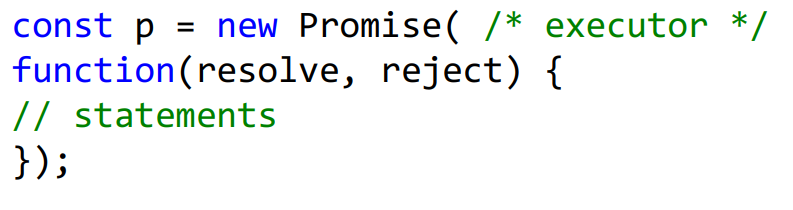 const p = new Promise( /* executor */
function(resolve, reject) {
// statements
});